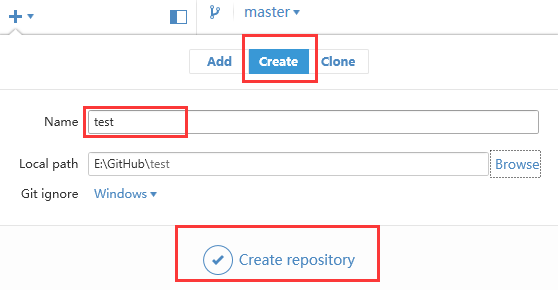 master
Add Create Clone
Name test
Local path E:\GitHub\test Browse
Git ignore Windows
Create repository